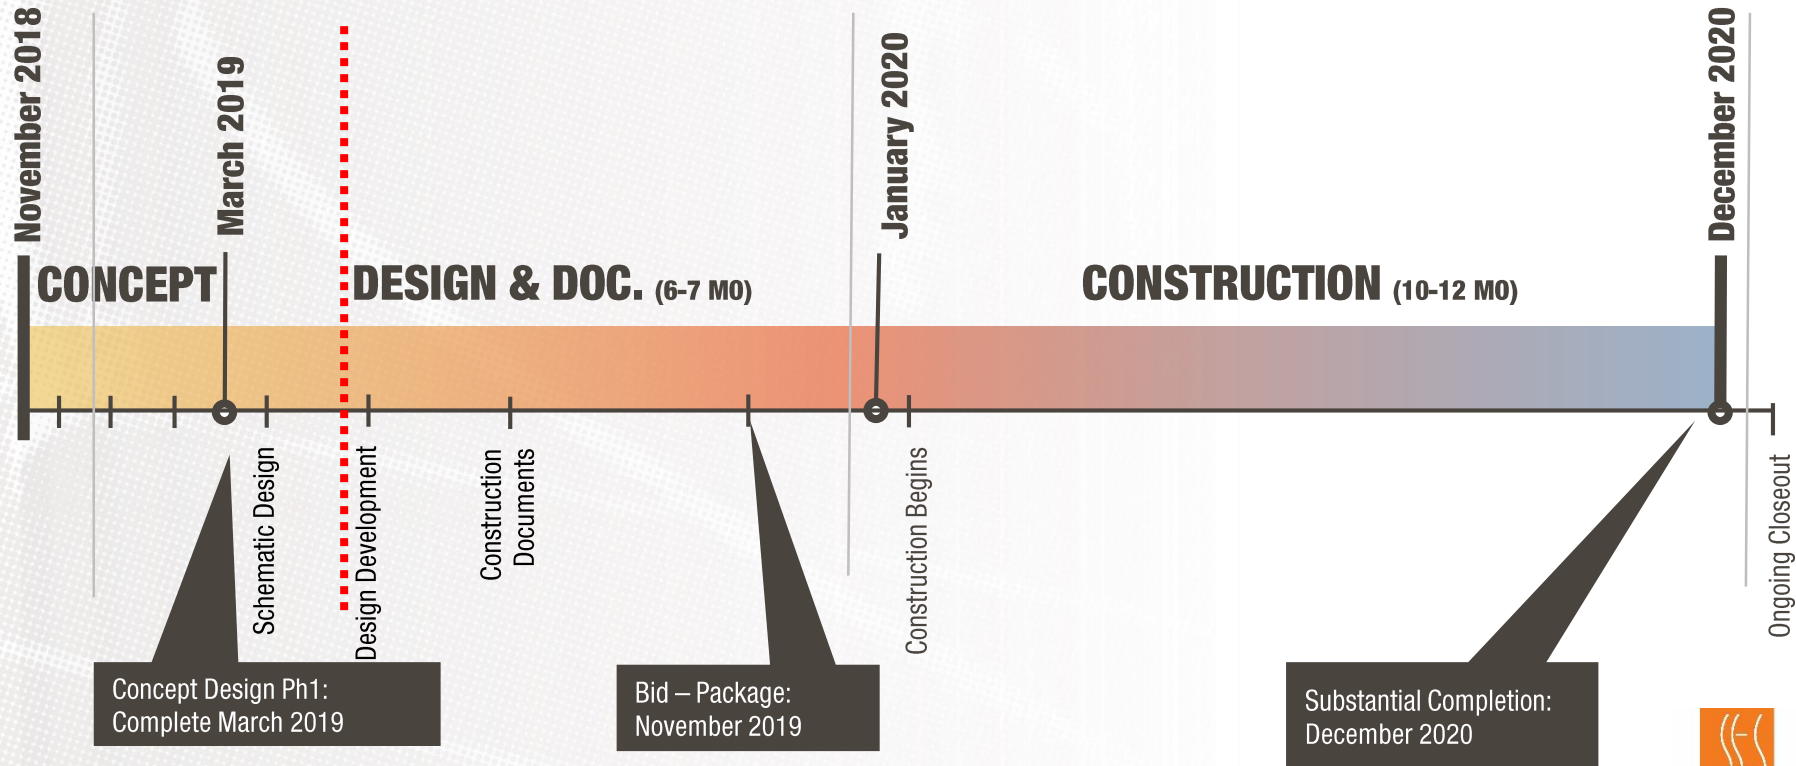 November 2018
March 2019
January 2020
December 2020
CONCEPT
DESIGN & DOC. (6-7 MO)
CONSTRUCTION (10-12 MO)
Schematic Design
Design Development
Construction
Documents
Construction Begins
Ongoing Closeout
Concept Design Ph1:
Complete March 2019
Bid – Package:
November 2019
Substantial Completion:
December 2020